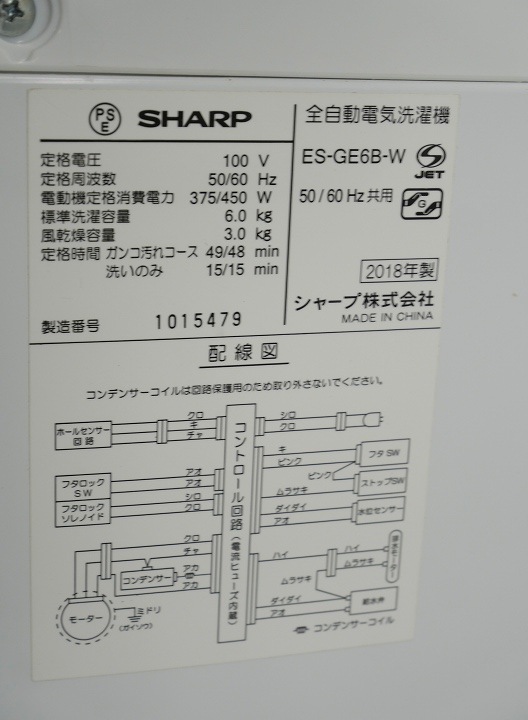 PSE SHARP
全自動電気洗濯機
ES-GE6B-W
JET
50/60Hz共用
G
2018年製
シャープ株式会社
MADE IN CHINA
定格電圧 100 V
定格周波数 50/60 Hz
電動機定格消費電力 375/450 W
標準洗濯容量 6.0 kg
風乾燥容量 3.0 kg
定格時間 ガンコ汚れコース 49/48 min
洗いのみ 15/15 min
製造番号 1015479
配線図
コンデンサーコイルは回路保護用のため取り外さないでください。
ホールセンサー
回路
クロ
キ
チャ
フタロック
SW
アオ
アオ
フタロック
ソレノイド
シロ
クロ
クロ
チャ
コンデンサー
アカ
アカ
モーター
ミドリ
(ガイソウ)
コントロール回路(電流ヒューズ内蔵)
シロ
クロ
キ
ピンク
フタSW
ピンク
ムラサキ
ストップSW
ダイダイ
アオ
水位センサー
ハイ
ハイ
ムラサキ
ムラサキ
ダイダイ
アオ
給水弁
コンデンサーコイル